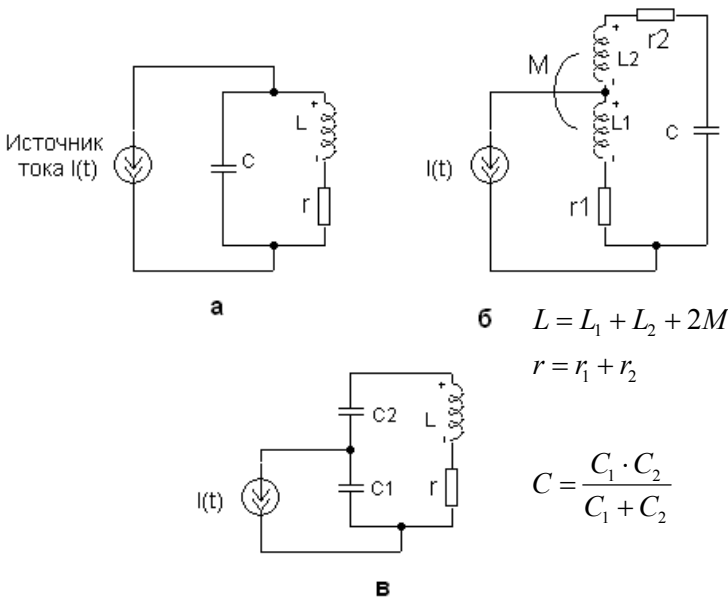 r2
+
M
L2
+
+
L
L1
Источник
тока I(t)
C
I(t)
C
r
r1
а
б
L = L₁ + L₂ + 2M
r = r₁ + r₂
+
C2
L
I(t)
C1
r
C = C₁ · C₂ / C₁ + C₂
в